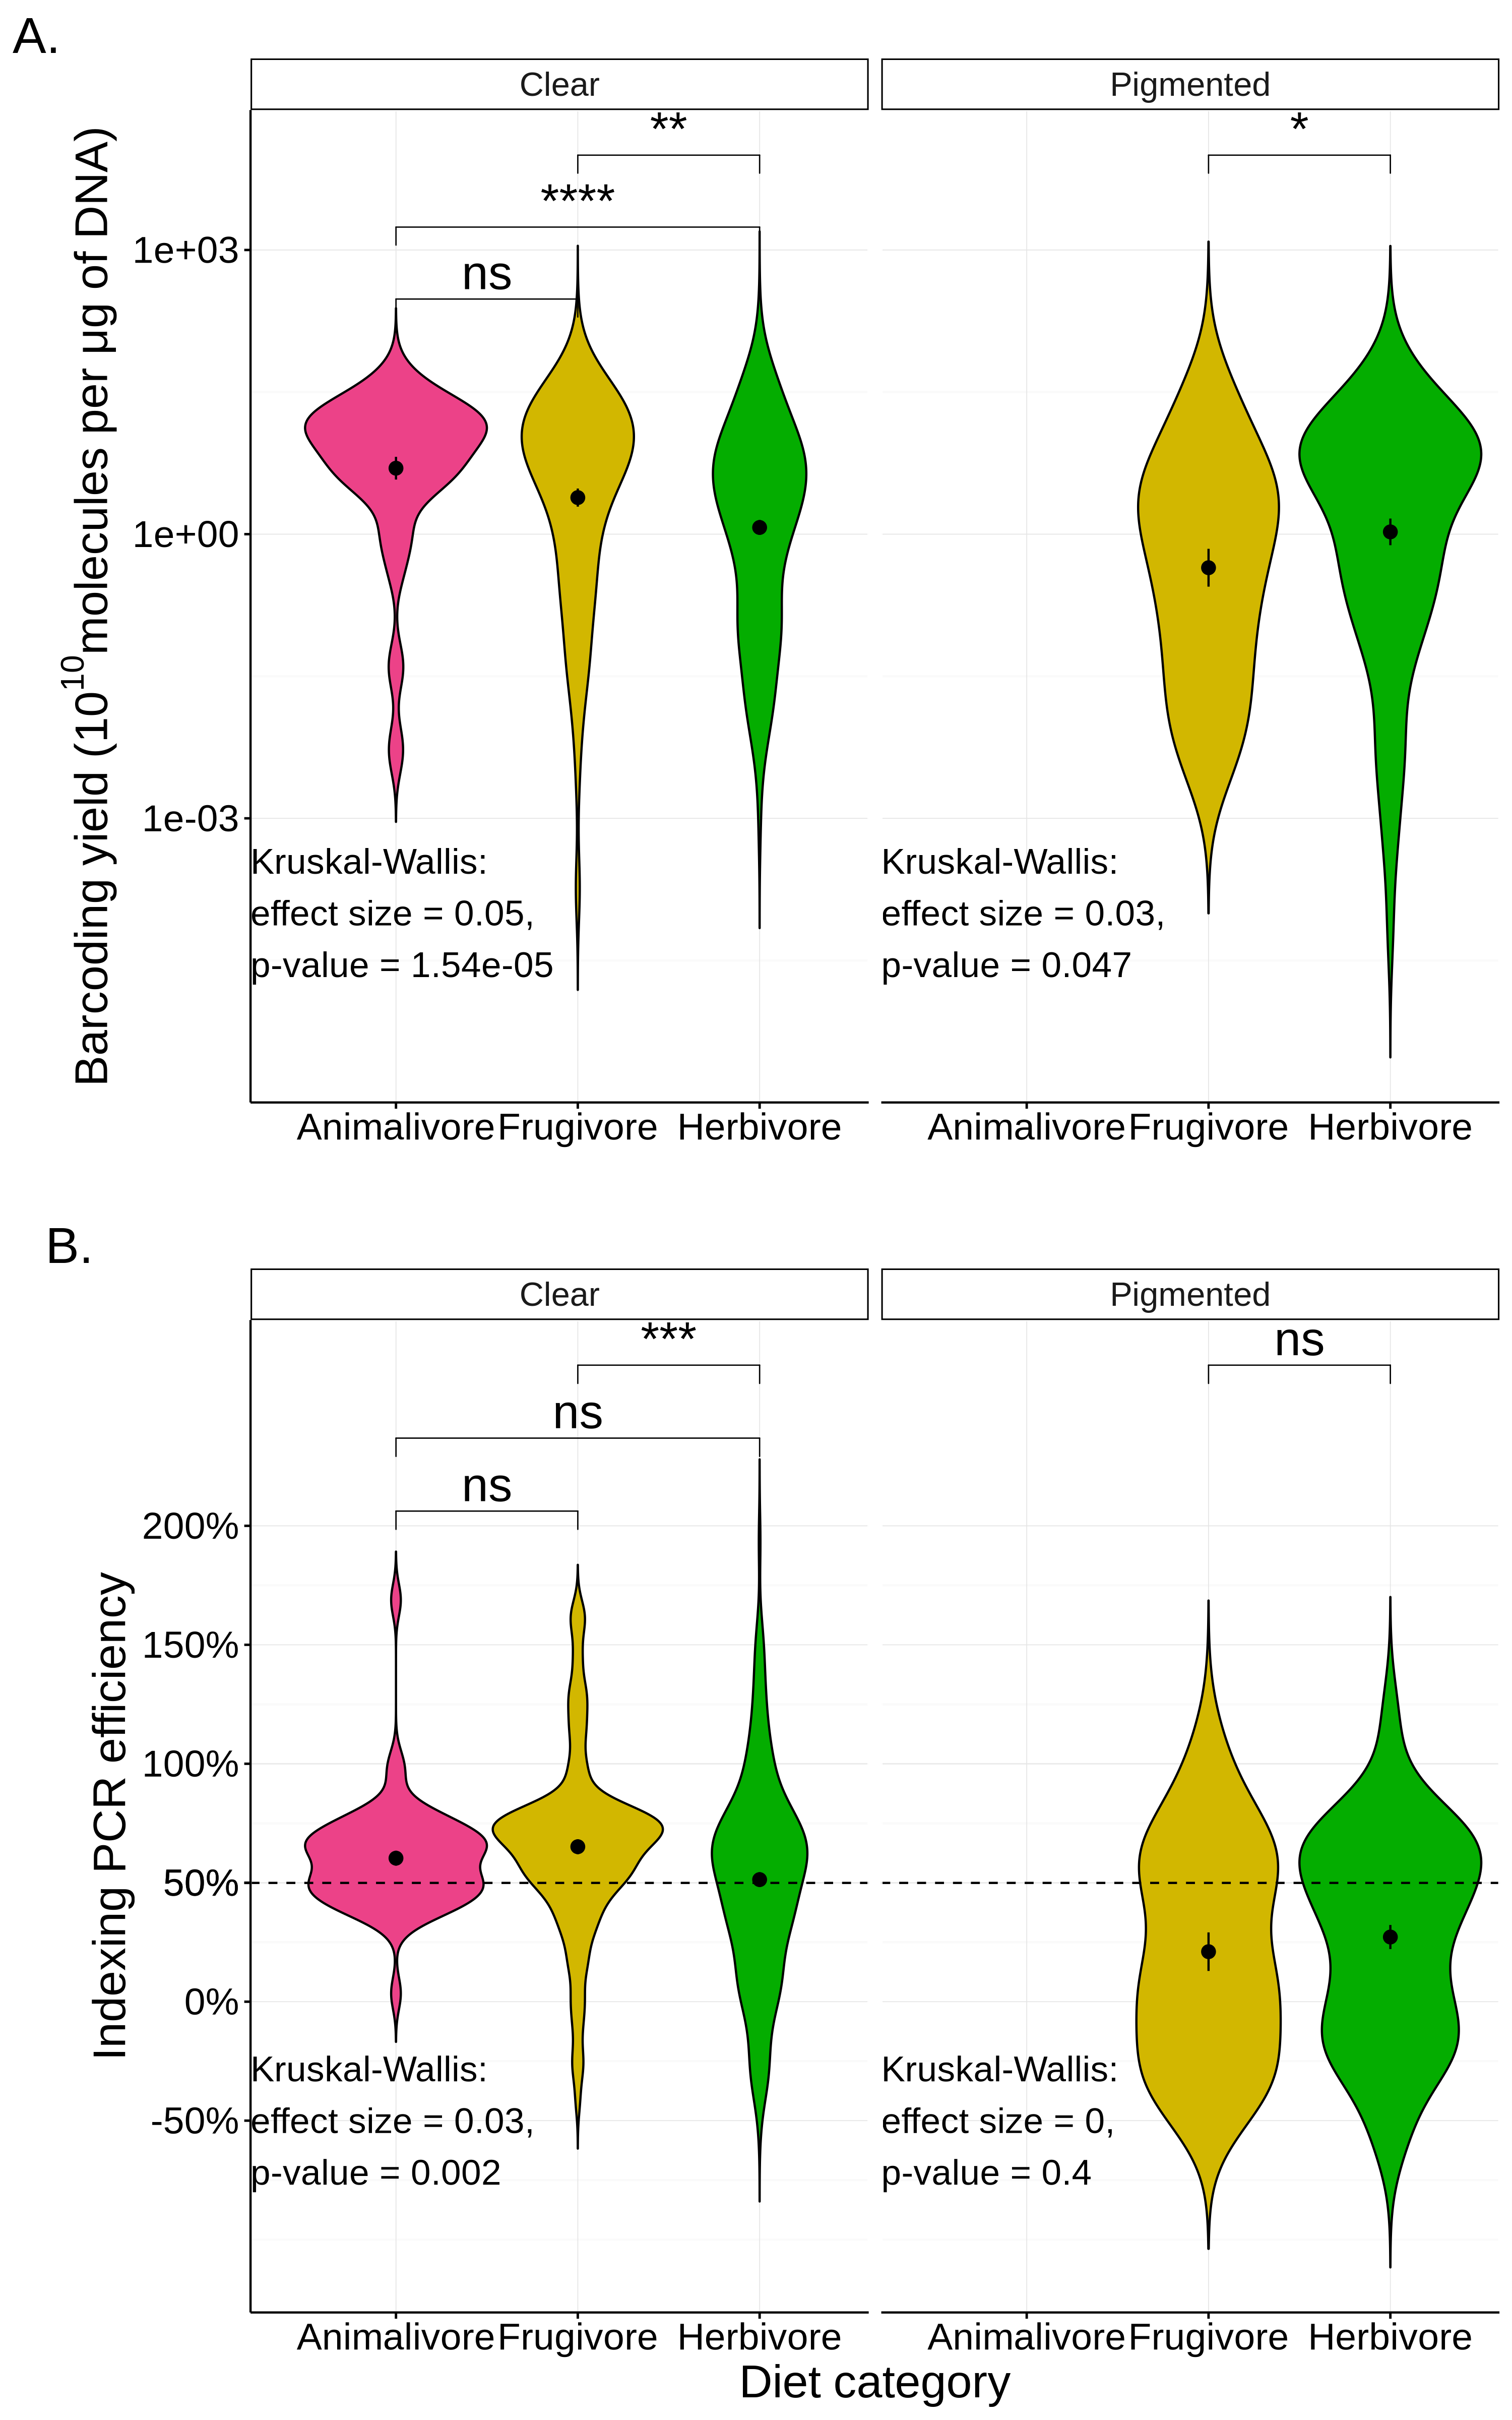 A.
Clear
Pigmented
**
*
****
ns
Barcoding yield (10^10 molecules per µg of DNA)
1e+03
1e+00
1e-03
Kruskal-Wallis:
effect size = 0.05,
p-value = 1.54e-05
Kruskal-Wallis:
effect size = 0.03,
p-value = 0.047
Animalivore Frugivore Herbivore
Animalivore Frugivore Herbivore
B.
Clear
Pigmented
***
ns
ns
ns
Indexing PCR efficiency
200%
150%
100%
50%
0%
-50%
Kruskal-Wallis:
effect size = 0.03,
p-value = 0.002
Kruskal-Wallis:
effect size = 0,
p-value = 0.4
Animalivore Frugivore Herbivore
Animalivore Frugivore Herbivore
Diet category